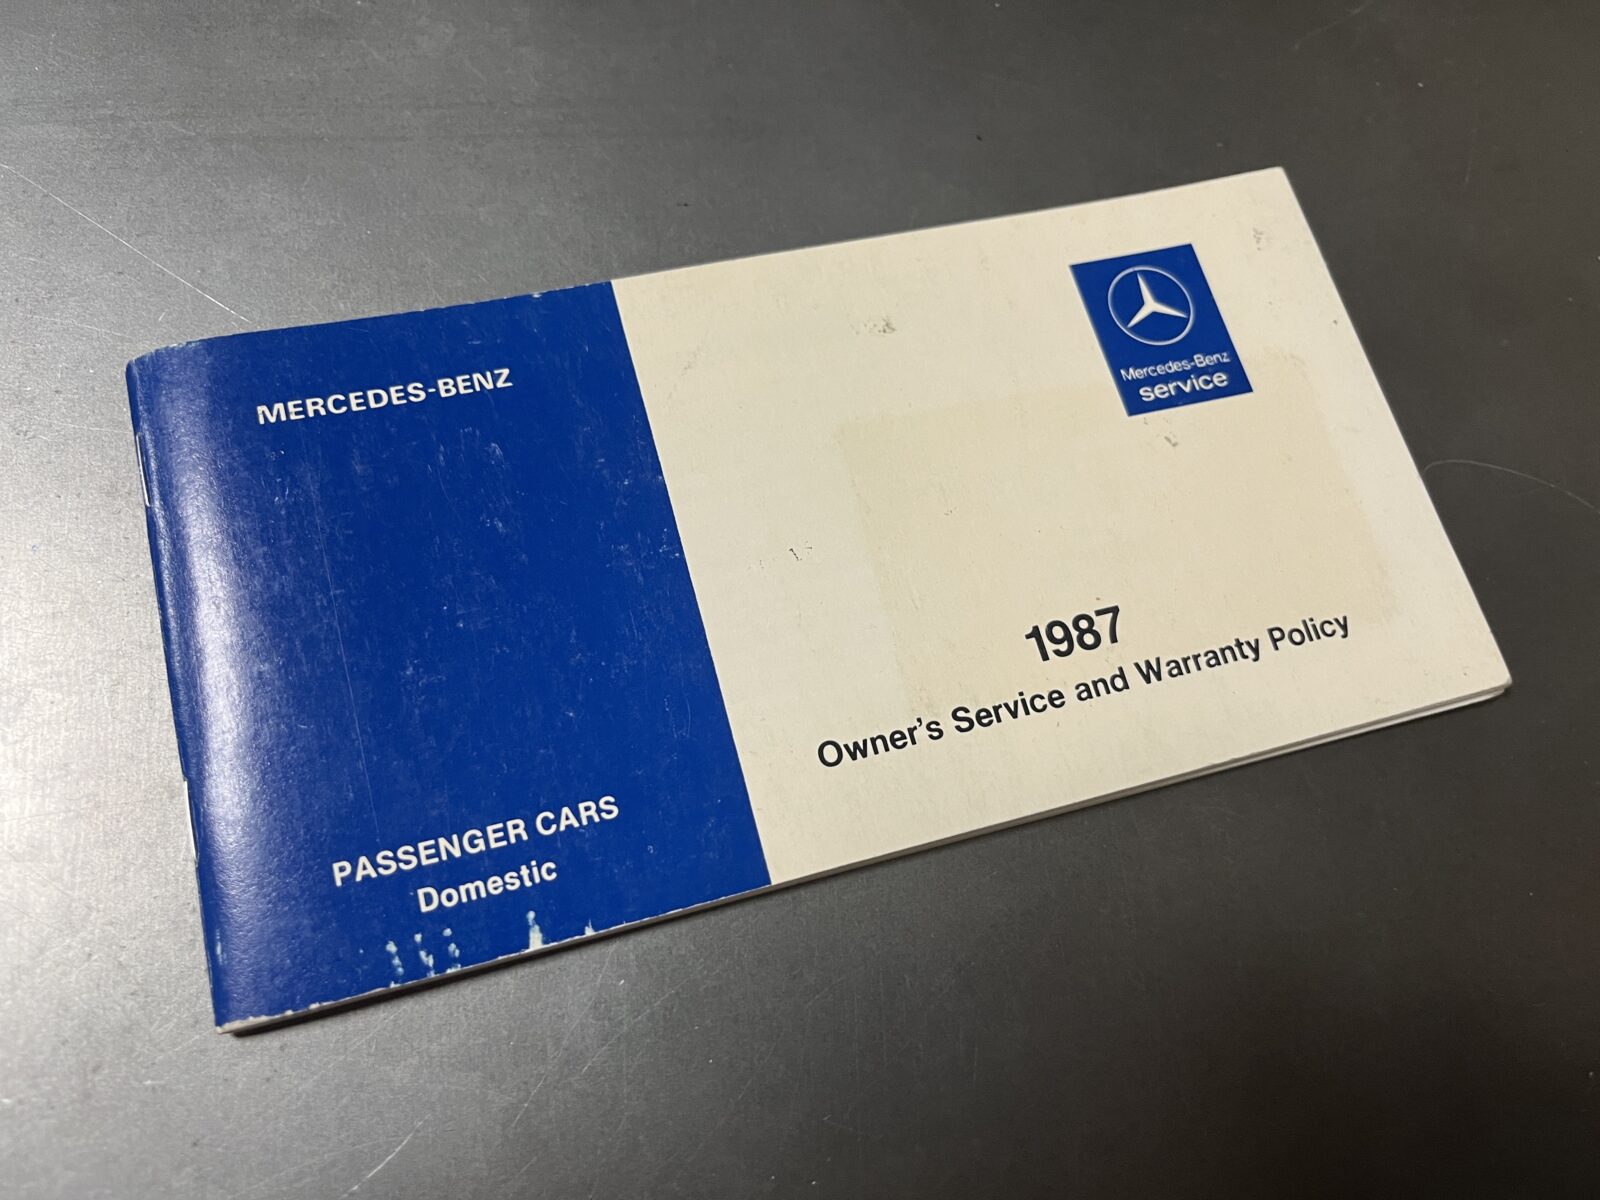 MERCEDES-BENZ
PASSENGER CARS
Domestic
Mercedes-Benz
service
1987
Owner's Service and Warranty Policy